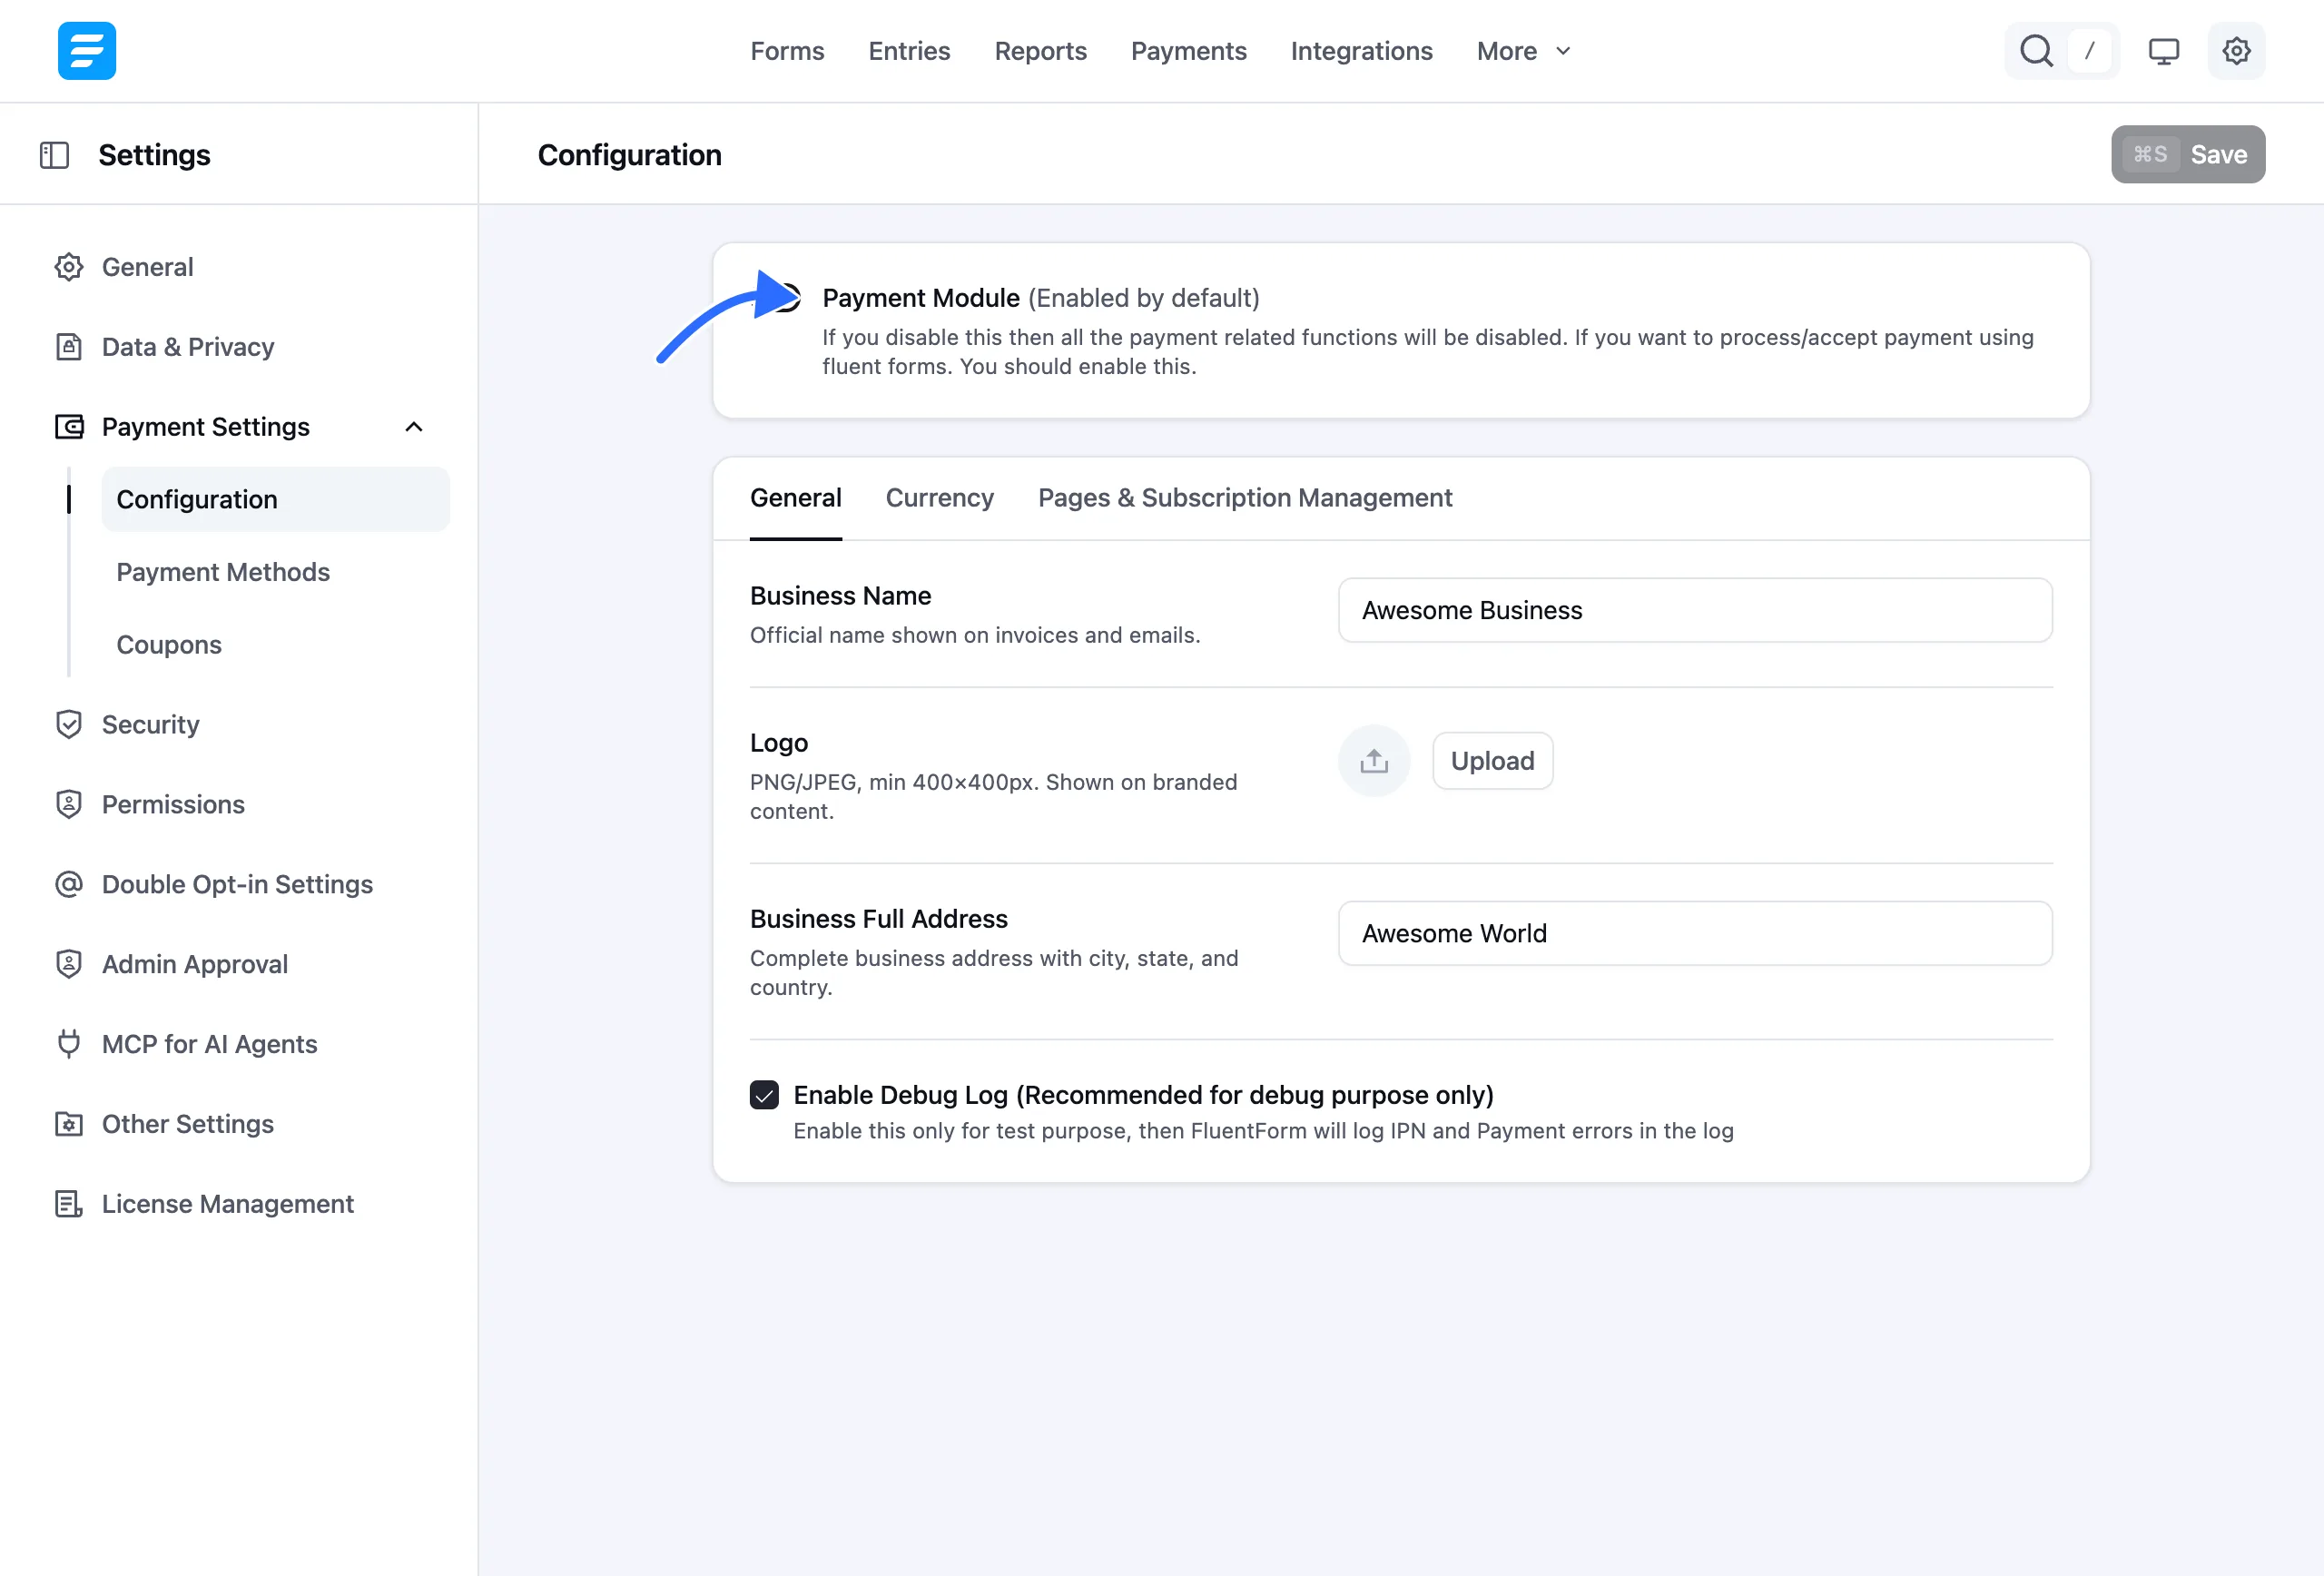 Forms
Entries
Reports
Payments
Integrations
More
/
Settings
Configuration
⌘S Save
General
Data & Privacy
Payment Settings
Configuration
Payment Methods
Coupons
Security
Permissions
Double Opt-in Settings
Admin Approval
MCP for AI Agents
Other Settings
License Management
Payment Module (Enabled by default)
If you disable this then all the payment related functions will be disabled. If you want to process/accept payment using
fluent forms. You should enable this.
General
Currency
Pages & Subscription Management
Business Name
Official name shown on invoices and emails.
Awesome Business
Logo
PNG/JPEG, min 400×400px. Shown on branded
content.
Upload
Business Full Address
Complete business address with city, state, and
country.
Awesome World
Enable Debug Log (Recommended for debug purpose only)
Enable this only for test purpose, then FluentForm will log IPN and Payment errors in the log